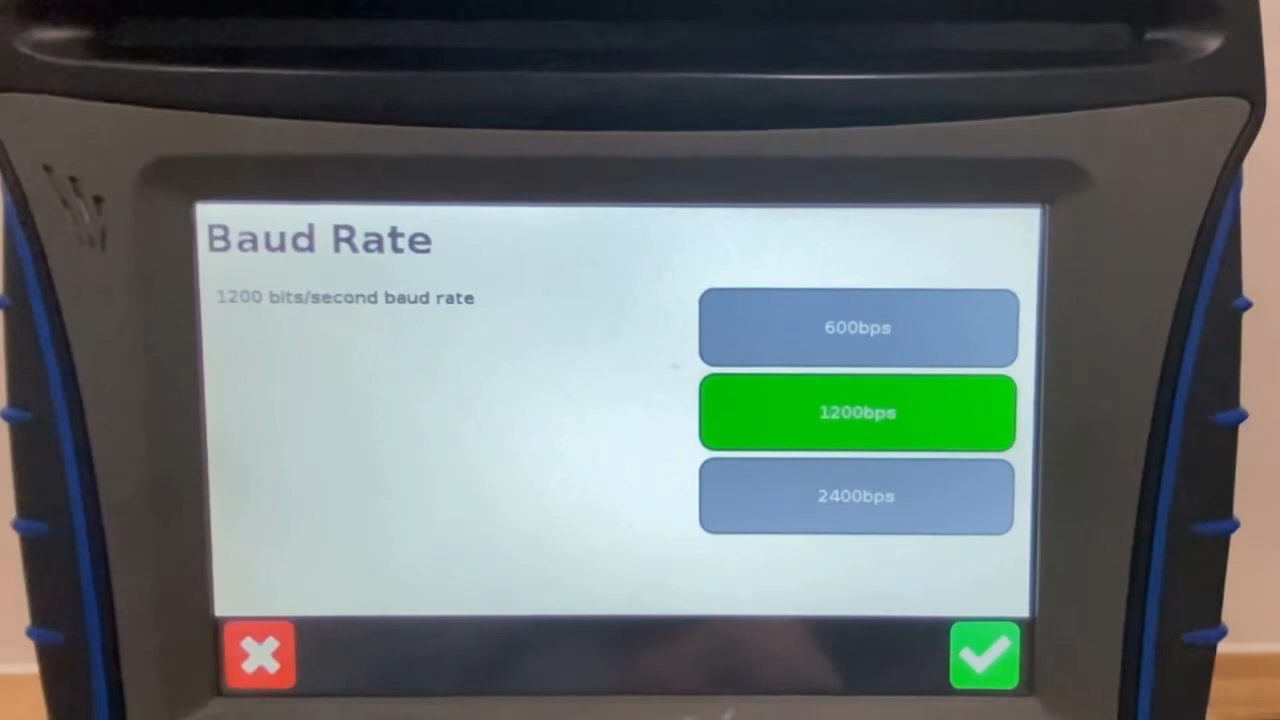 Baud Rate
1200 bits/second baud rate
600bps
1200bps
2400bps